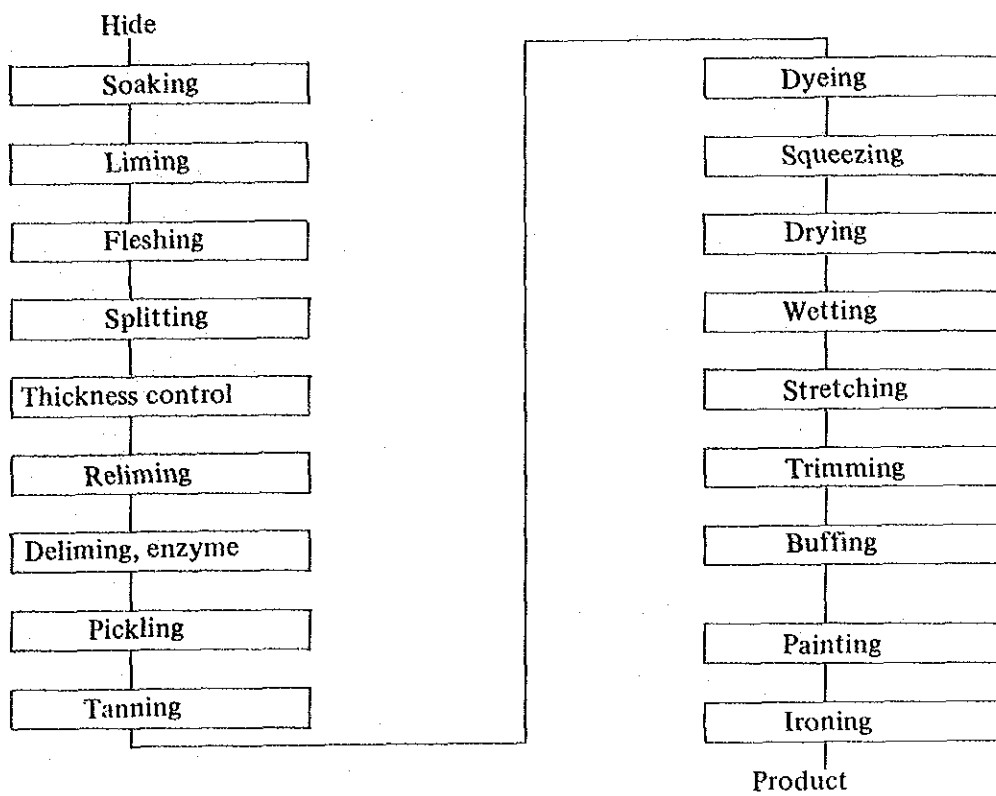 Hide
Soaking
Liming
Fleshing
Splitting
Thickness control
Reliming
Deliming, enzyme
Pickling
Tanning
Dyeing
Squeezing
Drying
Wetting
Stretching
Trimming
Buffing
Painting
Ironing
Product